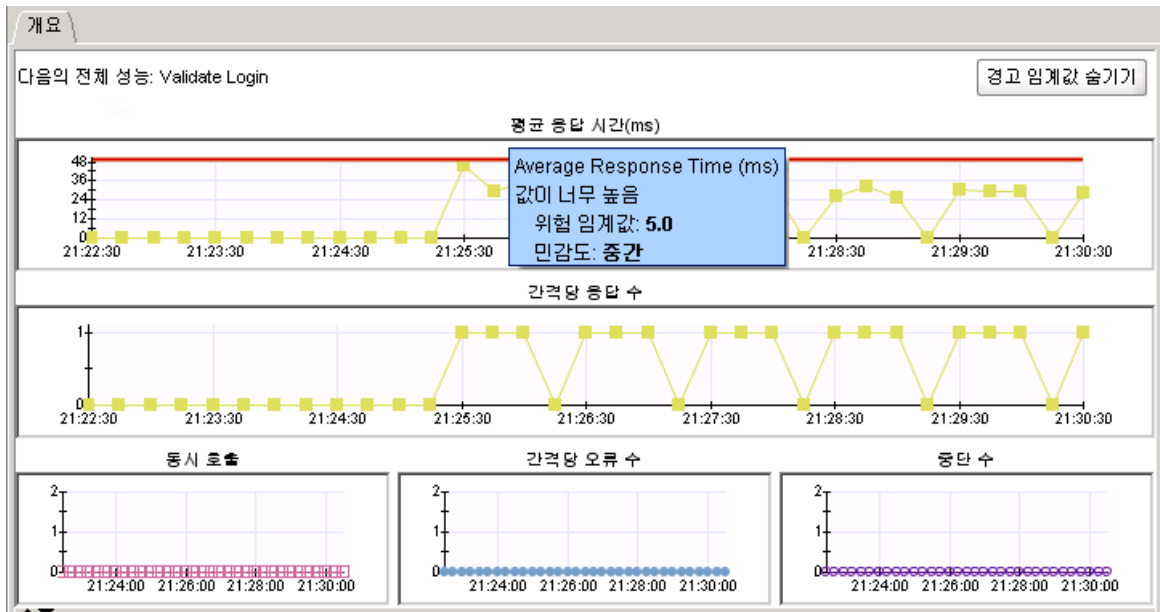 개요
다음의 전체 성능: Validate Login
경고 임계값 숨기기
평균 응답 시간(ms)
48
36
24
12
0
21:22:30 21:23:30 21:24:30 21:25:30 21:28:30 21:29:30 21:30:30
Average Response Time (ms)
값이 너무 높음
위험 임계값: 5.0
민감도: 중간
간격당 응답 수
1
0
21:22:30 21:23:30 21:24:30 21:25:30 21:26:30 21:27:30 21:28:30 21:29:30 21:30:30
동시 호출
2
1
0
21:24:00 21:26:00 21:28:00 21:30:00
간격당 오류 수
2
1
0
21:24:00 21:26:00 21:28:00 21:30:00
중단 수
2
1
0
21:24:00 21:26:00 21:28:00 21:30:00